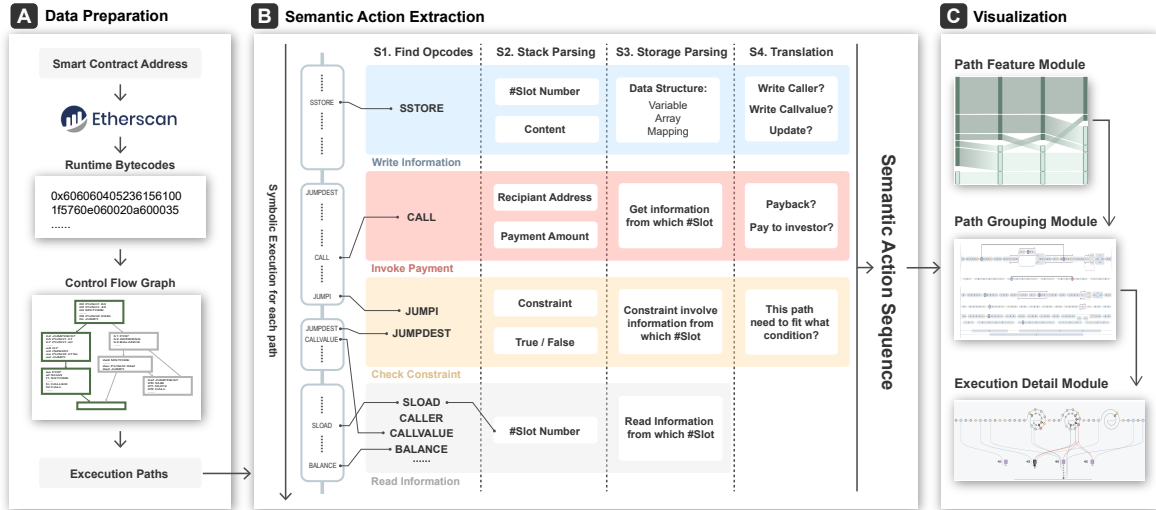 A Data Preparation
Smart Contract Address
Etherscan
Runtime Bytecodes
0x606060405236156100
1f5760e060020a600035
......
Control Flow Graph
Excecution Paths
B Semantic Action Extraction
Symbolic Execution for each path
S1. Find Opcodes
S2. Stack Parsing
S3. Storage Parsing
S4. Translation
SSTORE
SSTORE
#Slot Number
Content
Data Structure:
Variable
Array
Mapping
Write Caller?
Write Callvalue?
Update?
Write Information
JUMPDEST
CALL
JUMPI
CALL
Recipiant Address
Payment Amount
Get information
from which #Slot
Payback?
Pay to investor?
Invoke Payment
JUMPDEST
CALLVALUE
JUMPI
JUMPDEST
Constraint
True / False
Constraint involve
information from
which #Slot
This path
need to fit what
condition?
Check Constraint
SLOAD
BALANCE
SLOAD
CALLER
CALLVALUE
BALANCE
......
#Slot Number
Read Information
from which #Slot
Read Information
Semantic Action Sequence
C Visualization
Path Feature Module
Path Grouping Module
Execution Detail Module